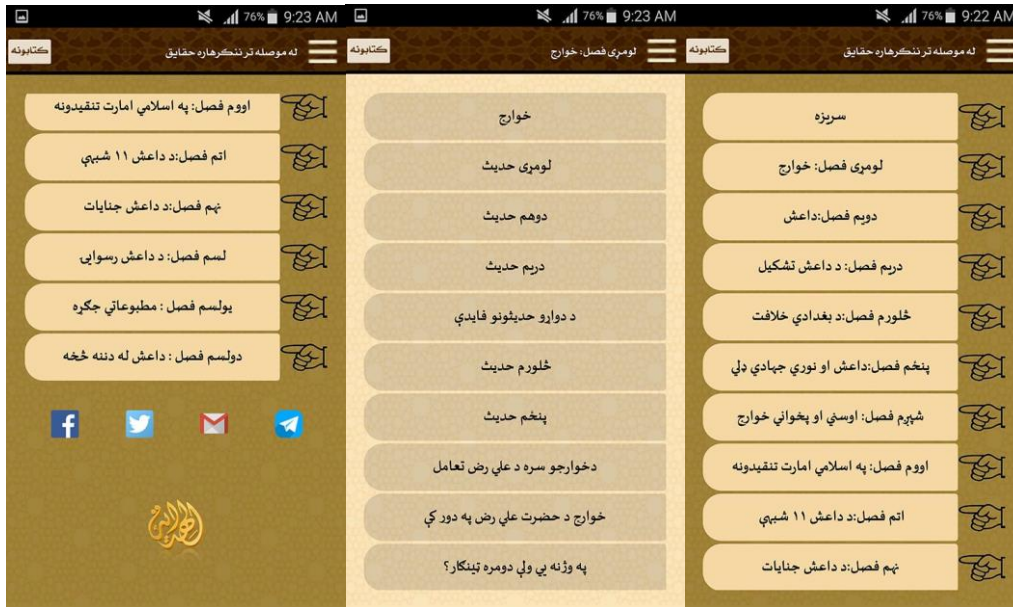 76% 9:22 AM
له موصله تر ننګرهاره حقایق
کتابونه
سریزه
لومړی فصل: خوارج
دویم فصل:داعش
دریم فصل: د داعش تشکیل
څلورم فصل:د بغدادي خلافت
پنځم فصل:داعش او نوري جهادي ډلي
شپږم فصل: اوسني او پخواني خوارج
اووم فصل: په اسلامي امارت تنقیدونه
اتم فصل:د داعش ۱۱ شبهې
نهم فصل:د داعش جنایات
76% 9:23 AM
لومړی فصل: خوارج
کتابونه
خوارج
لومړی حدیث
دوهم حدیث
دریم حدیث
د دواړو حدیثونو فایدې
څلورم حدیث
پنځم حدیث
دخوارجو سره د علي رض تعامل
خوارج د حضرت علي رض په دور کې
په وژنه یې ولې دومره ټینګار؟
76% 9:23 AM
له موصله تر ننګرهاره حقایق
کتابونه
اووم فصل: په اسلامي امارت تنقیدونه
اتم فصل:د داعش ۱۱ شبهې
نهم فصل:د داعش جنایات
لسم فصل: د داعش رسوایۍ
یولسم فصل : مطبوعاتي جګړه
دولسم فصل : داعش له دننه څخه